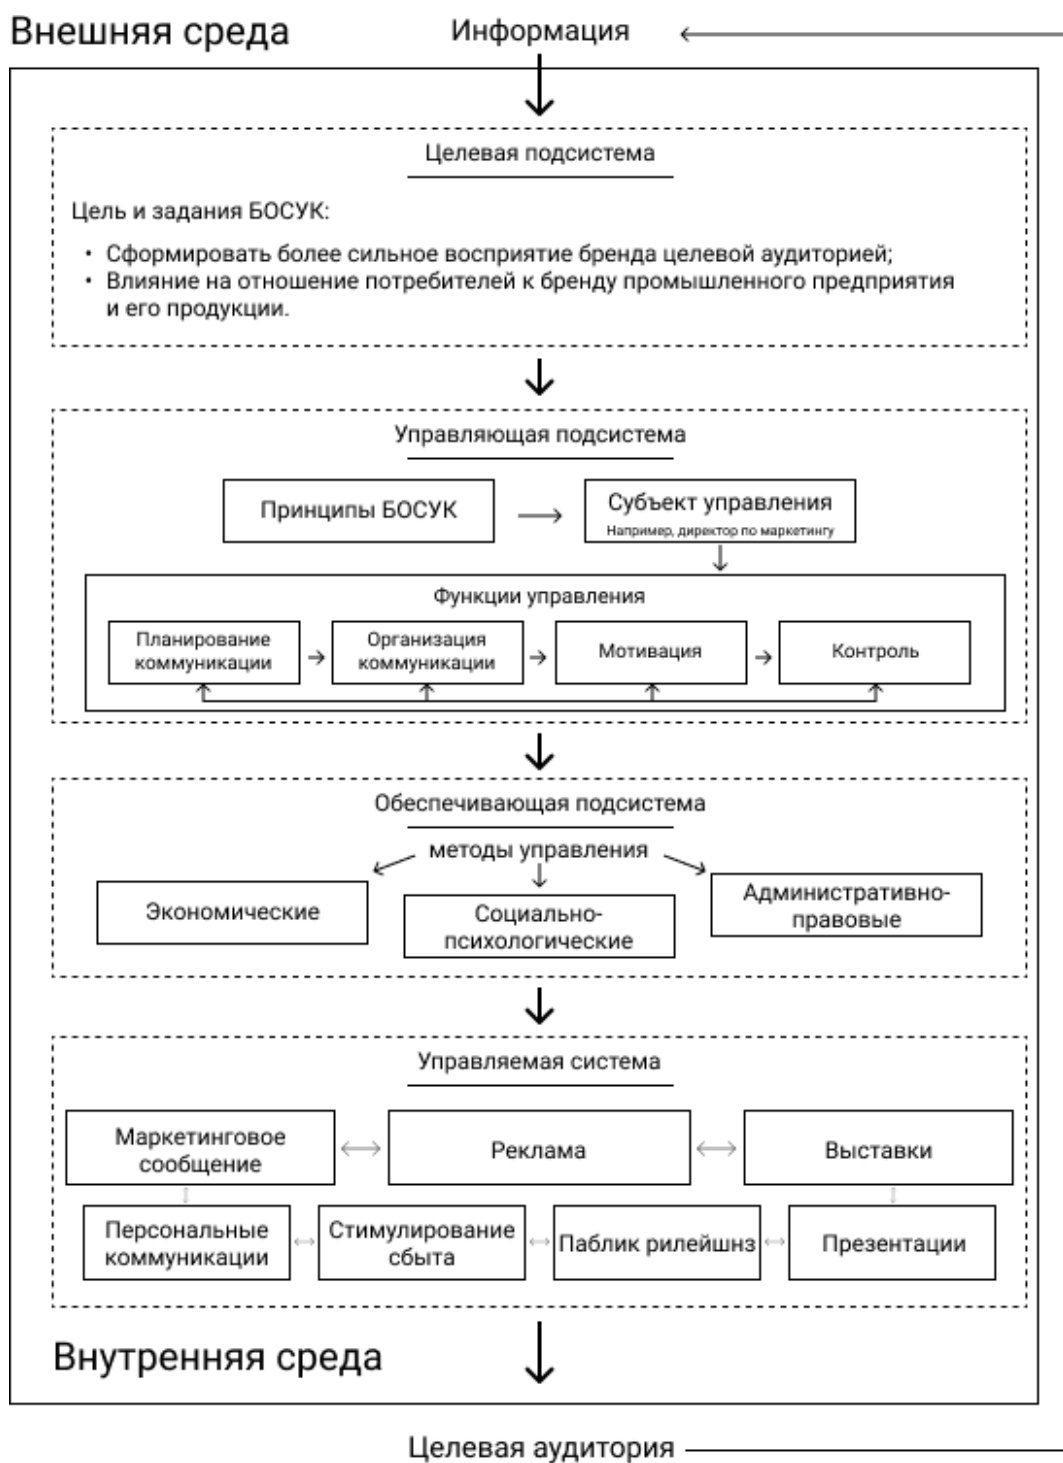 Внешняя среда
Информация
Целевая подсистема
Цель и задания БОСУК:
• Сформировать более сильное восприятие бренда целевой аудиторией;
• Влияние на отношение потребителей к бренду промышленного предприятия
и его продукции.
Управляющая подсистема
Принципы БОСУК
Субъект управления
Например, директор по маркетингу
Функции управления
Планирование
коммуникации
Организация
коммуникации
Мотивация
Контроль
Обеспечивающая подсистема
методы управления
Экономические
Социально-
психологические
Административно-
правовые
Управляемая система
Маркетинговое
сообщение
Реклама
Выставки
Персональные
коммуникации
Стимулирование
сбыта
Паблик рилейшнз
Презентации
Внутренняя среда
Целевая аудитория